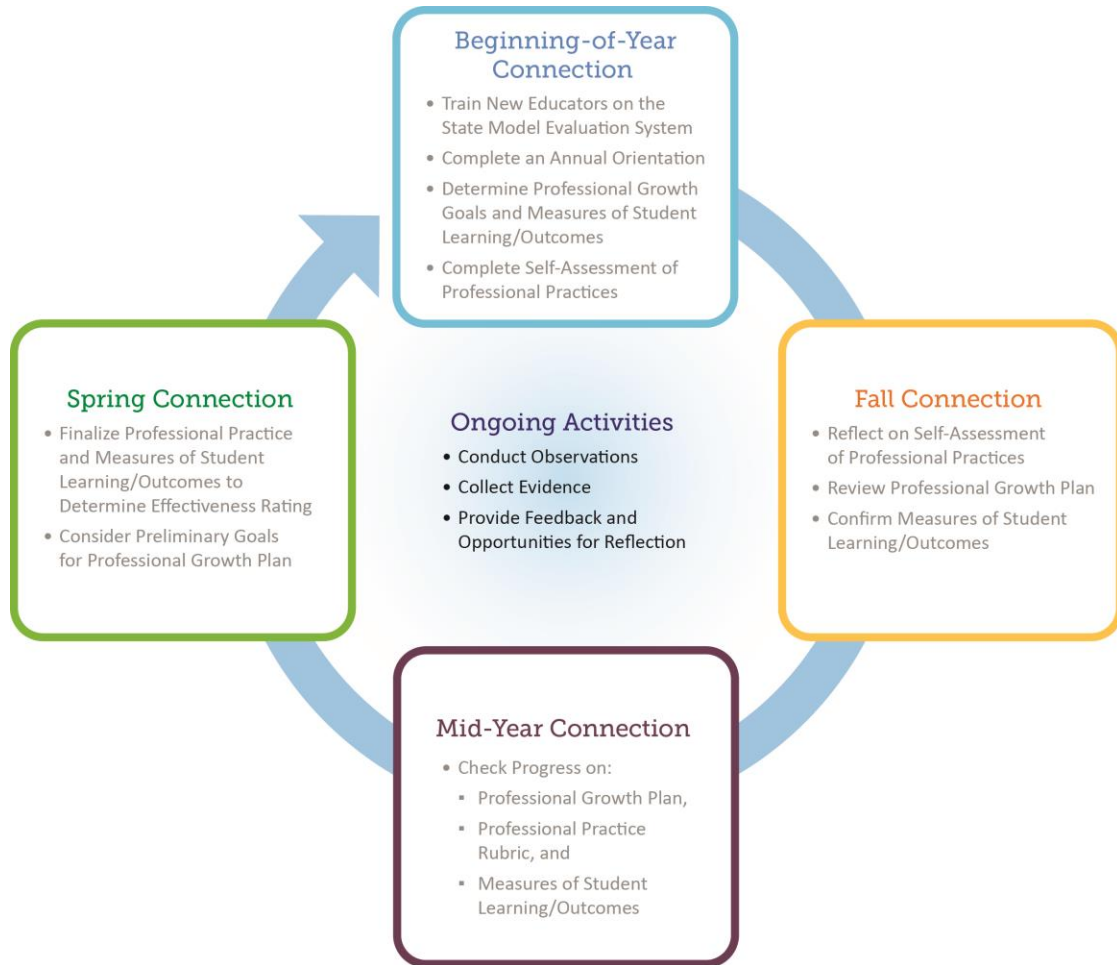 Beginning-of-Year
Connection
• Train New Educators on the
State Model Evaluation System
• Complete an Annual Orientation
• Determine Professional Growth
Goals and Measures of Student
Learning/Outcomes
• Complete Self-Assessment of
Professional Practices
Fall Connection
• Reflect on Self-Assessment
of Professional Practices
• Review Professional Growth Plan
• Confirm Measures of Student
Learning/Outcomes
Mid-Year Connection
• Check Progress on:
▪ Professional Growth Plan,
▪ Professional Practice
Rubric, and
▪ Measures of Student
Learning/Outcomes
Spring Connection
• Finalize Professional Practice
and Measures of Student
Learning/Outcomes to
Determine Effectiveness Rating
• Consider Preliminary Goals
for Professional Growth Plan
Ongoing Activities
• Conduct Observations
• Collect Evidence
• Provide Feedback and
Opportunities for Reflection